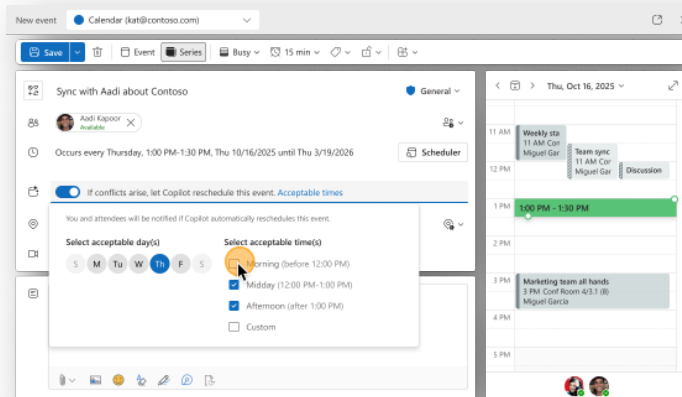 New event
Calendar (kat@contoso.com)
Save
Event
Series
Busy
15 min
Sync with Aadi about Contoso
General
Aadi Kapoor
Available
Occurs every Thursday, 1:00 PM-1:30 PM, Thu 10/16/2025 until Thu 3/19/2026
Scheduler
If conflicts arise, let Copilot reschedule this event. Acceptable times
You and attendees will be notified if Copilot automatically reschedules this event.
Select acceptable day(s)
S M Tu W Th F S
Select acceptable time(s)
Morning (before 12:00 PM)
Midday (12:00 PM-1:00 PM)
Afternoon (after 1:00 PM)
Custom
Thu, Oct 16, 2025
11 AM
Weekly sta
11 AM Con
Miguel Gar
Team sync
11 AM Cor
Miguel Gar
Discussion
12 PM
1 PM
1:00 PM - 1:30 PM
2 PM
3 PM
Marketing team all hands
3 PM Conf Room 4/3.1 (8)
Miguel Garcia
4 PM
5 PM